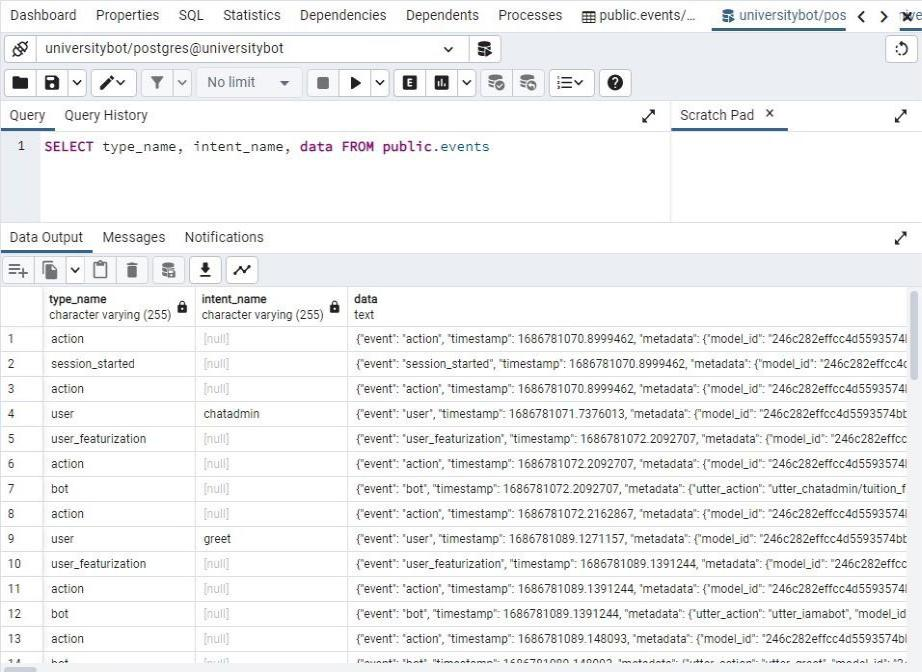 Dashboard Properties SQL Statistics Dependencies Dependents Processes public.events/... universitybot/pos
universitybot/postgres@universitybot
No limit
Query Query History Scratch Pad
1 SELECT type_name, intent_name, data FROM public.events
Data Output Messages Notifications
type_name intent_name data
character varying (255) character varying (255) text
1 action [null] {"event": "action", "timestamp": 1686781070.8999462, "metadata": {"model_id": "246c282effcc4d5593574
2 session_started [null] {"event": "session_started", "timestamp": 1686781070.8999462, "metadata": {"model_id": "246c282effcc4
3 action [null] {"event": "action", "timestamp": 1686781070.8999462, "metadata": {"model_id": "246c282effcc4d5593574
4 user chatadmin {"event": "user", "timestamp": 1686781071.7376013, "metadata": {"model_id": "246c282effcc4d5593574bb
5 user_featurization [null] {"event": "user_featurization", "timestamp": 1686781072.2092707, "metadata": {"model_id": "246c282effcc
6 action [null] {"event": "action", "timestamp": 1686781072.2092707, "metadata": {"model_id": "246c282effcc4d5593574
7 bot [null] {"event": "bot", "timestamp": 1686781072.2092707, "metadata": {"utter_action": "utter_chatadmin/tuition_f
8 action [null] {"event": "action", "timestamp": 1686781072.2162867, "metadata": {"model_id": "246c282effcc4d5593574
9 user greet {"event": "user", "timestamp": 1686781089.1271157, "metadata": {"model_id": "246c282effcc4d5593574bb
10 user_featurization [null] {"event": "user_featurization", "timestamp": 1686781089.1391244, "metadata": {"model_id": "246c282effcc
11 action [null] {"event": "action", "timestamp": 1686781089.1391244, "metadata": {"model_id": "246c282effcc4d5593574
12 bot [null] {"event": "bot", "timestamp": 1686781089.1391244, "metadata": {"utter_action": "utter_iamabot", "model_id
13 action [null] {"event": "action", "timestamp": 1686781089.148093, "metadata": {"model_id": "246c282effcc4d5593574b